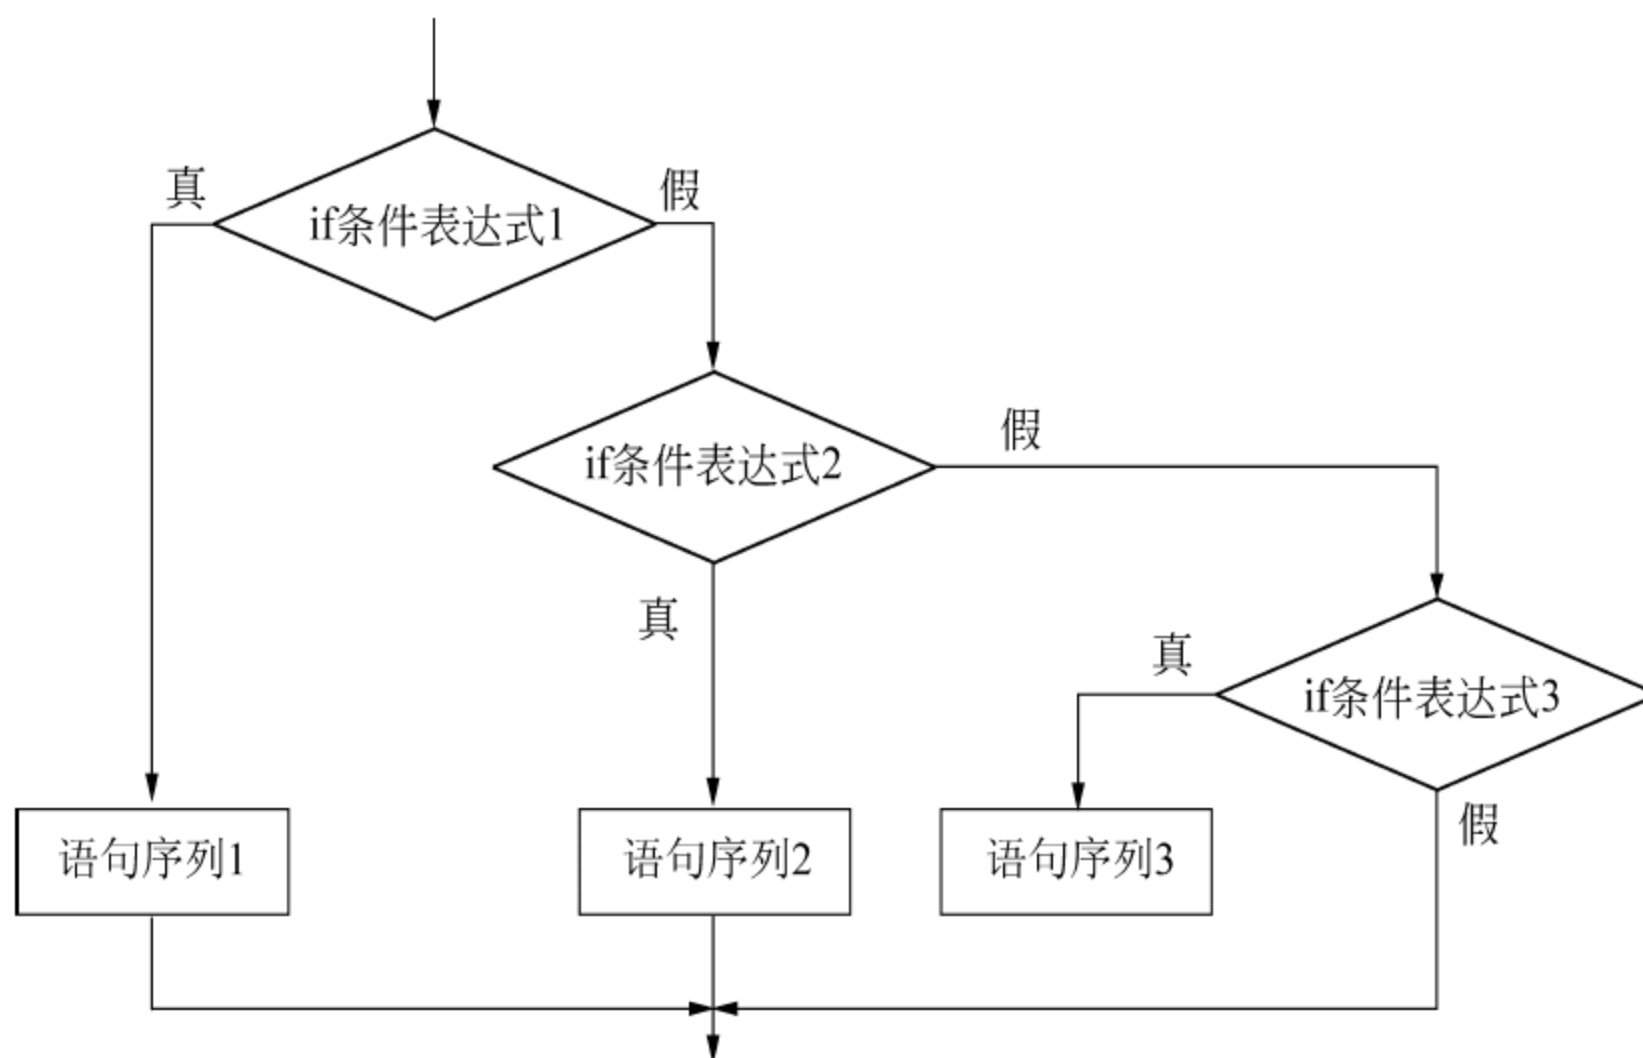 真
假
if条件表达式1
假
if条件表达式2
真
真
if条件表达式3
假
语句序列1
语句序列2
语句序列3